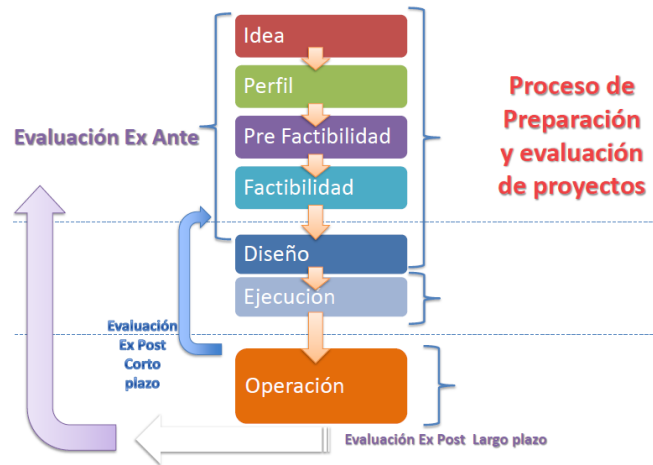 Idea
Perfil
Evaluación Ex Ante
Pre Factibilidad
Factibilidad
Proceso de
Preparación
y evaluación
de proyectos
Diseño
Ejecución
Evaluación
Ex Post
Corto
plazo
Operación
Evaluación Ex Post Largo plazo